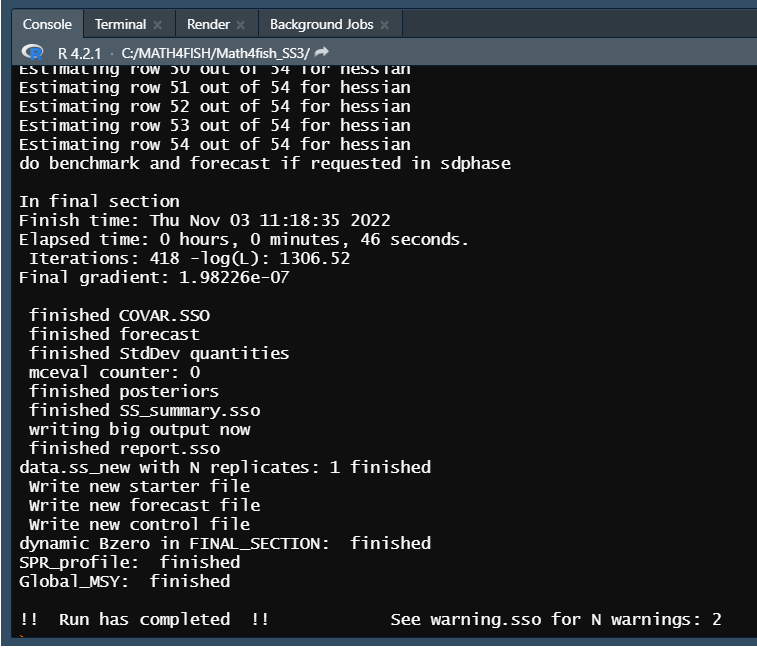 Console Terminal Render Background Jobs
R 4.2.1 · C:/MATH4FISH/Math4fish_SS3/
Estimating row 50 out of 54 for hessian
Estimating row 51 out of 54 for hessian
Estimating row 52 out of 54 for hessian
Estimating row 53 out of 54 for hessian
Estimating row 54 out of 54 for hessian
do benchmark and forecast if requested in sdphase
In final section
Finish time: Thu Nov 03 11:18:35 2022
Elapsed time: 0 hours, 0 minutes, 46 seconds.
Iterations: 418 -log(L): 1306.52
Final gradient: 1.98226e-07
finished COVAR.SSO
finished forecast
finished StdDev quantities
mceval counter: 0
finished posteriors
finished SS_summary.sso
writing big output now
finished report.sso
data.ss_new with N replicates: 1 finished
Write new starter file
Write new forecast file
Write new control file
dynamic Bzero in FINAL_SECTION:  finished
SPR_profile:  finished
Global_MSY:  finished
!!  Run has completed  !!            See warning.sso for N warnings: 2